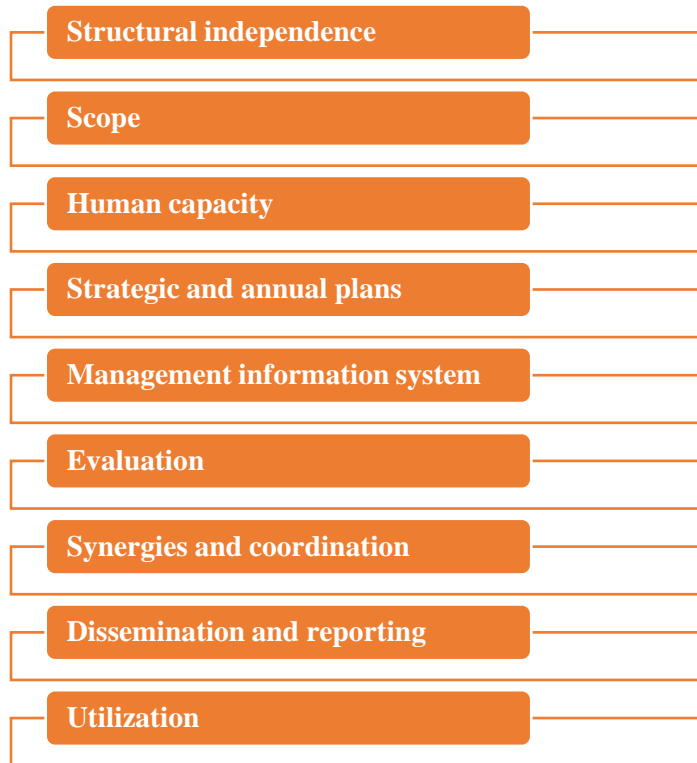 Structural independence
Scope
Human capacity
Strategic and annual plans
Management information system
Evaluation
Synergies and coordination
Dissemination and reporting
Utilization